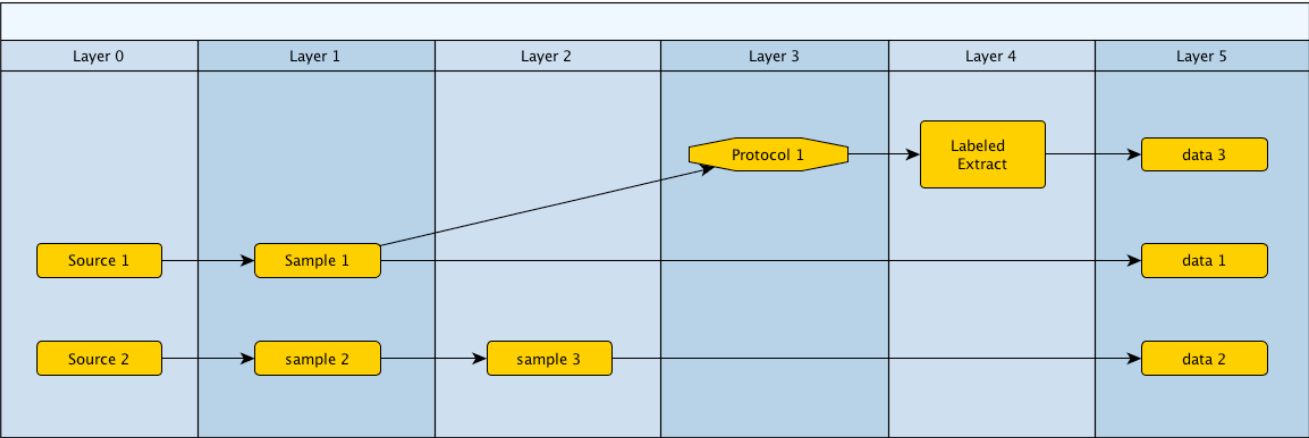 Layer 0
Layer 1
Layer 2
Layer 3
Layer 4
Layer 5
Protocol 1
Labeled
Extract
data 3
Source 1
Sample 1
data 1
Source 2
sample 2
sample 3
data 2